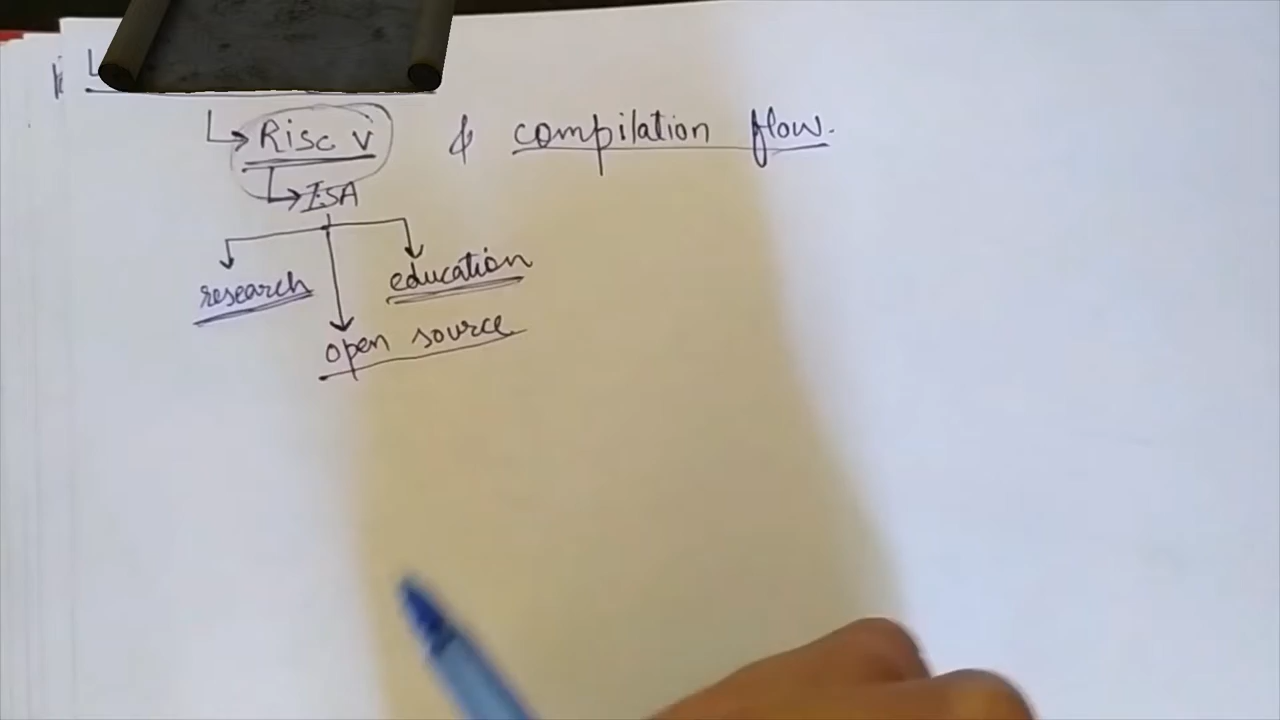 Risc v & compilation flow.
ISA
research education
open source